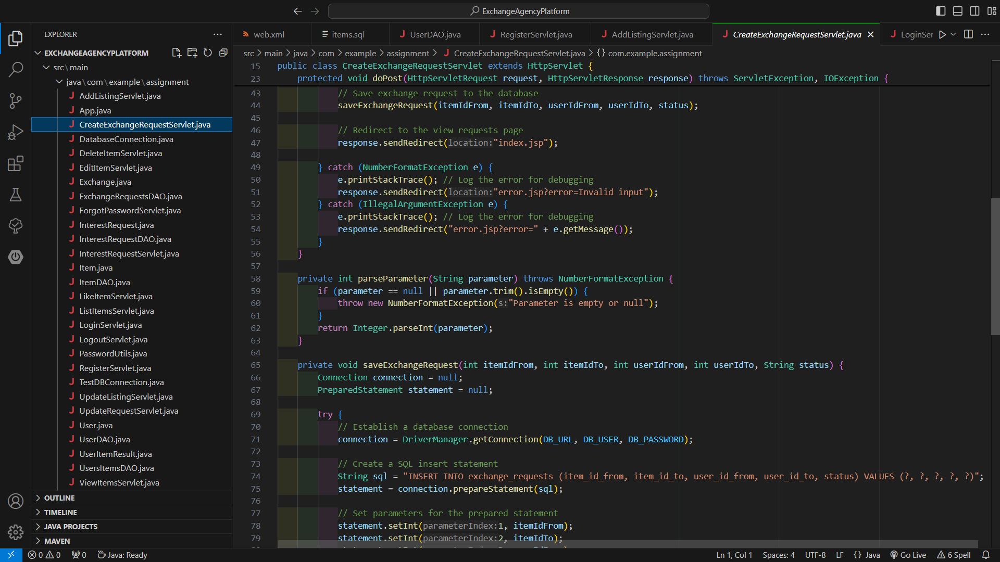 ExchangeAgencyPlatform
EXPLORER
EXCHANGEAGENCYPLATFORM
src\main
java\com\example\assignment
AddListingServlet.java
App.java
CreateExchangeRequestServlet.java
DatabaseConnection.java
DeleteItemServlet.java
EditItemServlet.java
Exchange.java
ExchangeRequestsDAO.java
ForgotPasswordServlet.java
InterestRequest.java
InterestRequestDAO.java
InterestRequestServlet.java
Item.java
ItemDAO.java
LikeItemServlet.java
ListItemsServlet.java
LoginServlet.java
LogoutServlet.java
PasswordUtils.java
RegisterServlet.java
TestDBConnection.java
UpdateListingServlet.java
UpdateRequestServlet.java
User.java
UserDAO.java
UserItemResult.java
UsersItemsDAO.java
ViewItemsServlet.java
OUTLINE
TIMELINE
JAVA PROJECTS
MAVEN
web.xml items.sql UserDAO.java RegisterServlet.java AddListingServlet.java CreateExchangeRequestServlet.java LoginSer
src > main > java > com > example > assignment > CreateExchangeRequestServlet.java > {} com.example.assignment
15 public class CreateExchangeRequestServlet extends HttpServlet {
23 protected void doPost(HttpServletRequest request, HttpServletResponse response) throws ServletException, IOException {
43 // Save exchange request to the database
44 saveExchangeRequest(itemIdFrom, itemIdTo, userIdFrom, userIdTo, status);
45
46 // Redirect to the view requests page
47 response.sendRedirect(location:"index.jsp");
48
49 } catch (NumberFormatException e) {
50 e.printStackTrace(); // Log the error for debugging
51 response.sendRedirect(location:"error.jsp?error=Invalid input");
52 } catch (IllegalArgumentException e) {
53 e.printStackTrace(); // Log the error for debugging
54 response.sendRedirect("error.jsp?error=" + e.getMessage());
55 }
56 }
57
58 private int parseParameter(String parameter) throws NumberFormatException {
59 if (parameter == null || parameter.trim().isEmpty()) {
60 throw new NumberFormatException(s:"Parameter is empty or null");
61 }
62 return Integer.parseInt(parameter);
63 }
64
65 private void saveExchangeRequest(int itemIdFrom, int itemIdTo, int userIdFrom, int userIdTo, String status) {
66 Connection connection = null;
67 PreparedStatement statement = null;
68
69 try {
70 // Establish a database connection
71 connection = DriverManager.getConnection(DB_URL, DB_USER, DB_PASSWORD);
72
73 // Create a SQL insert statement
74 String sql = "INSERT INTO exchange_requests (item_id_from, item_id_to, user_id_from, user_id_to, status) VALUES (?, ?, ?, ?, ?)";
75 statement = connection.prepareStatement(sql);
76
77 // Set parameters for the prepared statement
78 statement.setInt(parameterIndex:1, itemIdFrom);
79 statement.setInt(parameterIndex:2, itemIdTo);
0 0 0 Java: Ready Ln 1, Col 1 Spaces: 4 UTF-8 LF {} Java Go Live 6 Spell